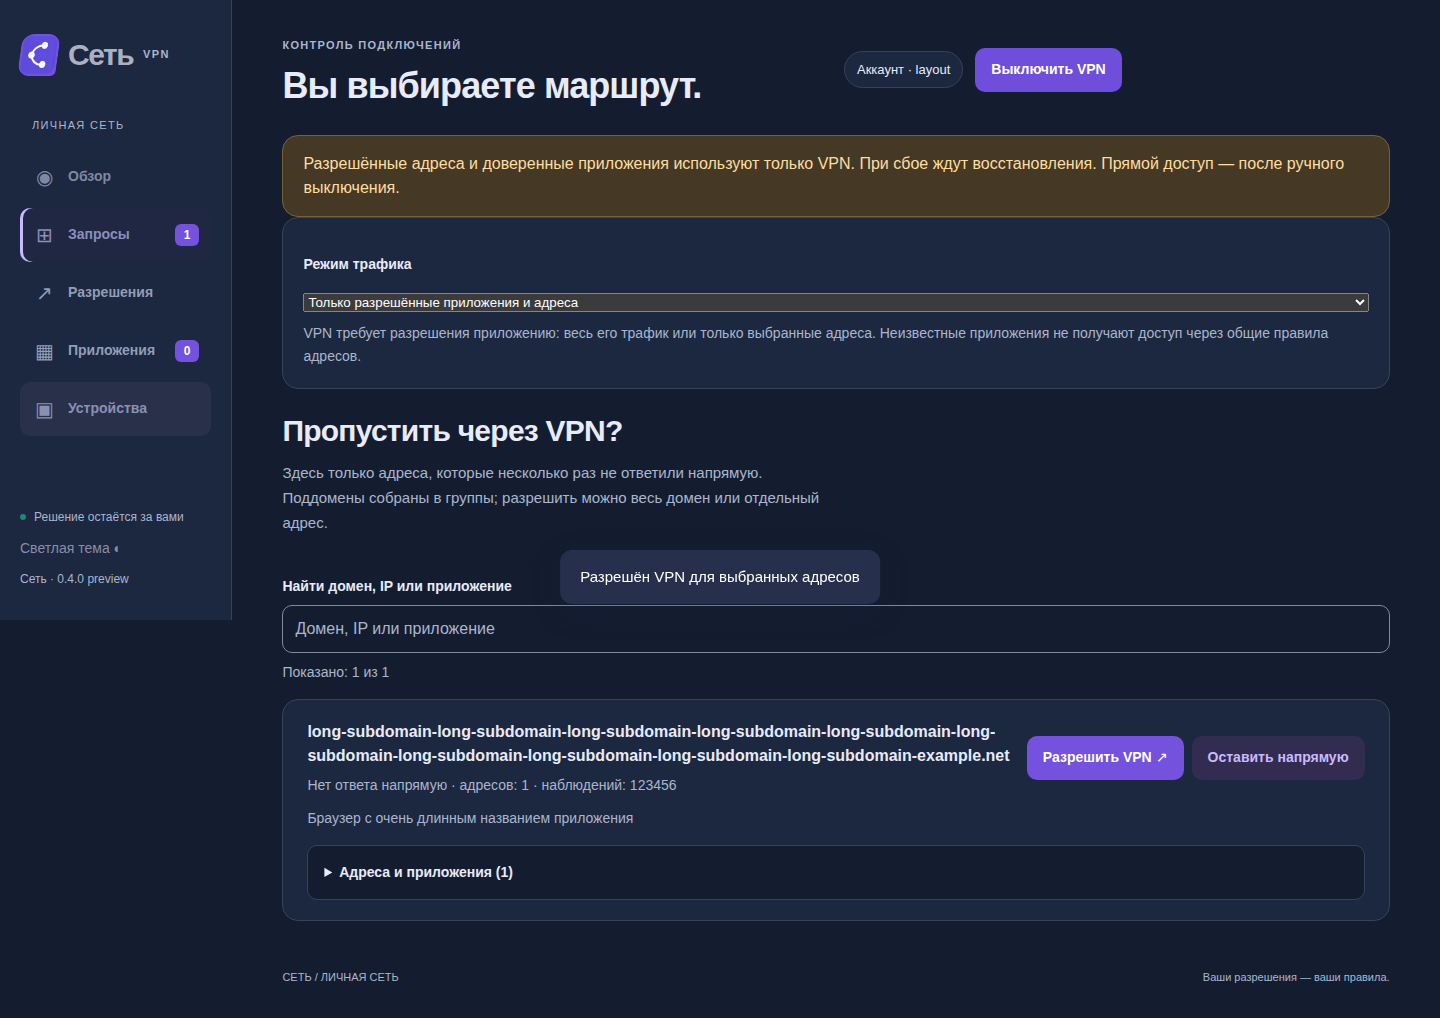 Сеть VPN
ЛИЧНАЯ СЕТЬ
Обзор
Запросы 1
Разрешения
Приложения 0
Устройства
Решение остаётся за вами
Светлая тема
Сеть · 0.4.0 preview
КОНТРОЛЬ ПОДКЛЮЧЕНИЙ
Вы выбираете маршрут.
Аккаунт · layout
Выключить VPN
Разрешённые адреса и доверенные приложения используют только VPN. При сбое ждут восстановления. Прямой доступ — после ручного
выключения.
Режим трафика
Только разрешённые приложения и адреса
VPN требует разрешения приложению: весь его трафик или только выбранные адреса. Неизвестные приложения не получают доступ через общие правила
адресов.
Пропустить через VPN?
Здесь только адреса, которые несколько раз не ответили напрямую.
Поддомены собраны в группы; разрешить можно весь домен или отдельный
адрес.
Разрешён VPN для выбранных адресов
Найти домен, IP или приложение
Домен, IP или приложение
Показано: 1 из 1
long-subdomain-long-subdomain-long-subdomain-long-subdomain-long-subdomain-long-
subdomain-long-subdomain-long-subdomain-long-subdomain-long-subdomain-example.net
Разрешить VPN ↗
Оставить напрямую
Нет ответа напрямую · адресов: 1 · наблюдений: 123456
Браузер с очень длинным названием приложения
Адреса и приложения (1)
СЕТЬ / ЛИЧНАЯ СЕТЬ
Ваши разрешения — ваши правила.